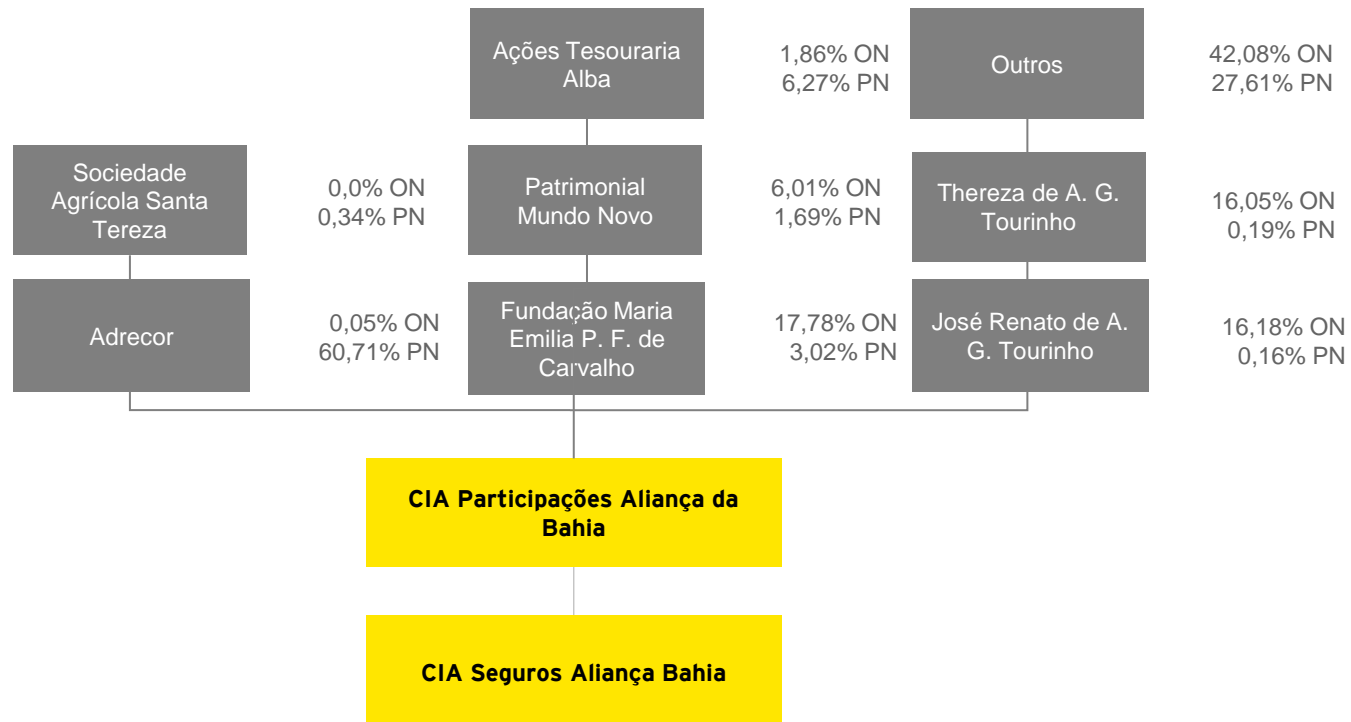 Ações Tesouraria
Alba
1,86% ON
6,27% PN
Outros
42,08% ON
27,61% PN
Sociedade
Agrícola Santa
Tereza
0,0% ON
0,34% PN
Patrimonial
Mundo Novo
6,01% ON
1,69% PN
Thereza de A. G.
Tourinho
16,05% ON
0,19% PN
Adrecor
0,05% ON
60,71% PN
Fundação Maria
Emilia P. F. de
Carvalho
17,78% ON
3,02% PN
José Renato de A.
G. Tourinho
16,18% ON
0,16% PN
CIA Participações Aliança da
Bahia
CIA Seguros Aliança Bahia